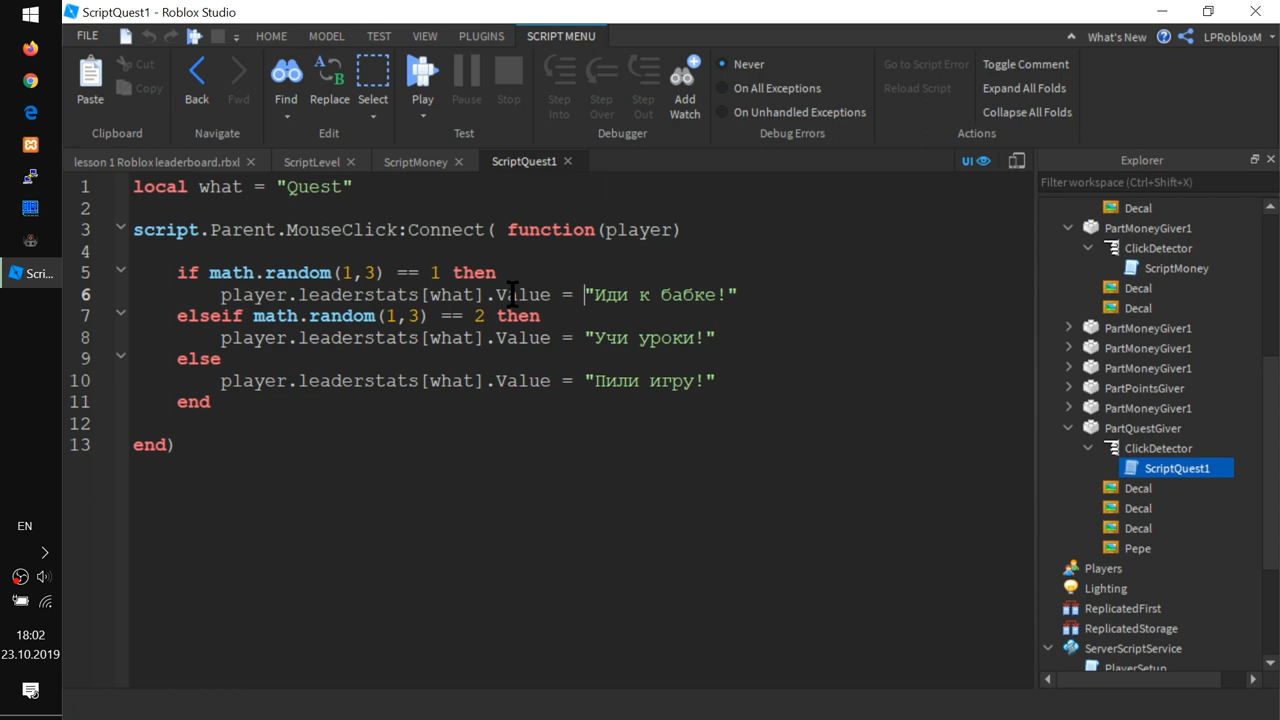 ScriptQuest1 - Roblox Studio
FILE HOME MODEL TEST VIEW PLUGINS SCRIPT MENU What's New LPRobloxM
Paste Cut Copy
Back Fwd
Find Replace Select
Play Pause Stop
Step Into Step Over Step Out Add Watch
Never
On All Exceptions
On Unhandled Exceptions
Go to Script Error
Reload Script
Toggle Comment
Expand All Folds
Collapse All Folds
Clipboard Navigate Edit Test Debugger Debug Errors Actions
lesson 1 Roblox leaderboard.rbxl ScriptLevel ScriptMoney ScriptQuest1 UI Explorer
Filter workspace (Ctrl+Shift+X)
1 local what = "Quest"
2
3 script.Parent.MouseClick:Connect( function(player)
4
5 if math.random(1,3) == 1 then
6 player.leaderstats[what].Value = "Иди к бабке!"
7 elseif math.random(1,3) == 2 then
8 player.leaderstats[what].Value = "Учи уроки!"
9 else
10 player.leaderstats[what].Value = "Пили игру!"
11 end
12
13 end)
Decal
PartMoneyGiver1
ClickDetector
ScriptMoney
Decal
Decal
PartMoneyGiver1
PartMoneyGiver1
PartMoneyGiver1
PartPointsGiver
PartMoneyGiver1
PartQuestGiver
ClickDetector
ScriptQuest1
Decal
Decal
Decal
Pepe
Players
Lighting
ReplicatedFirst
ReplicatedStorage
ServerScriptService
PlayerSetup
Scri...
EN
18:02
23.10.2019